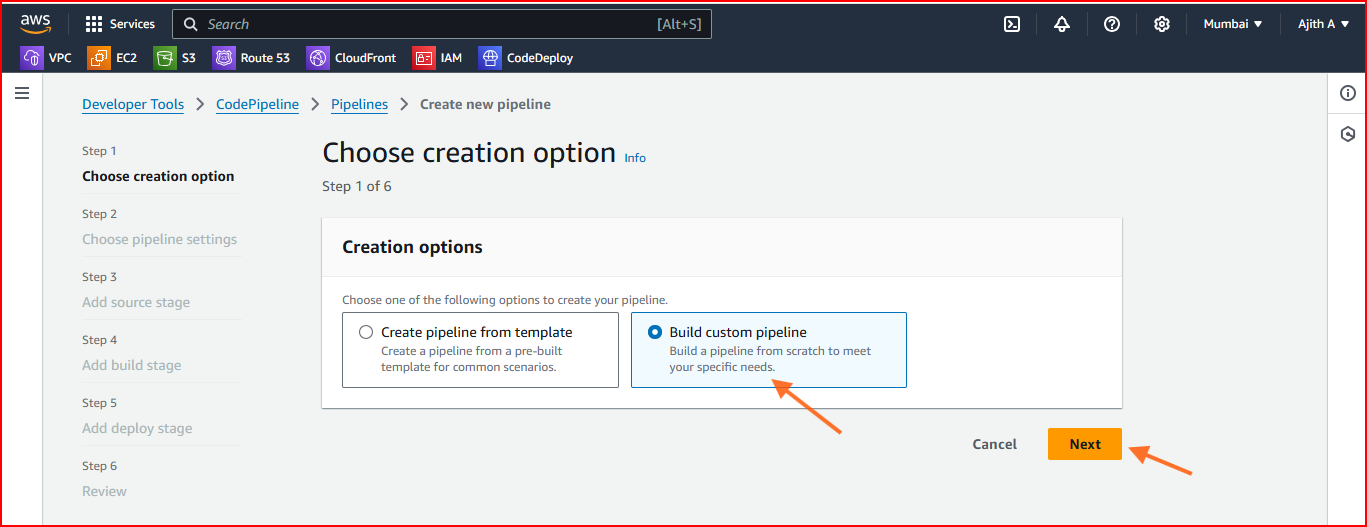 aws
Services
Search [Alt+S]
Mumbai
Ajith A
VPC EC2 S3 Route 53 CloudFront IAM CodeDeploy
Developer Tools
CodePipeline
Pipelines
Create new pipeline
Step 1
Choose creation option
Step 2
Choose pipeline settings
Step 3
Add source stage
Step 4
Add build stage
Step 5
Add deploy stage
Step 6
Review
Choose creation option Info
Step 1 of 6
Creation options
Choose one of the following options to create your pipeline.
Create pipeline from template
Create a pipeline from a pre-built
template for common scenarios.
Build custom pipeline
Build a pipeline from scratch to meet
your specific needs.
Cancel
Next